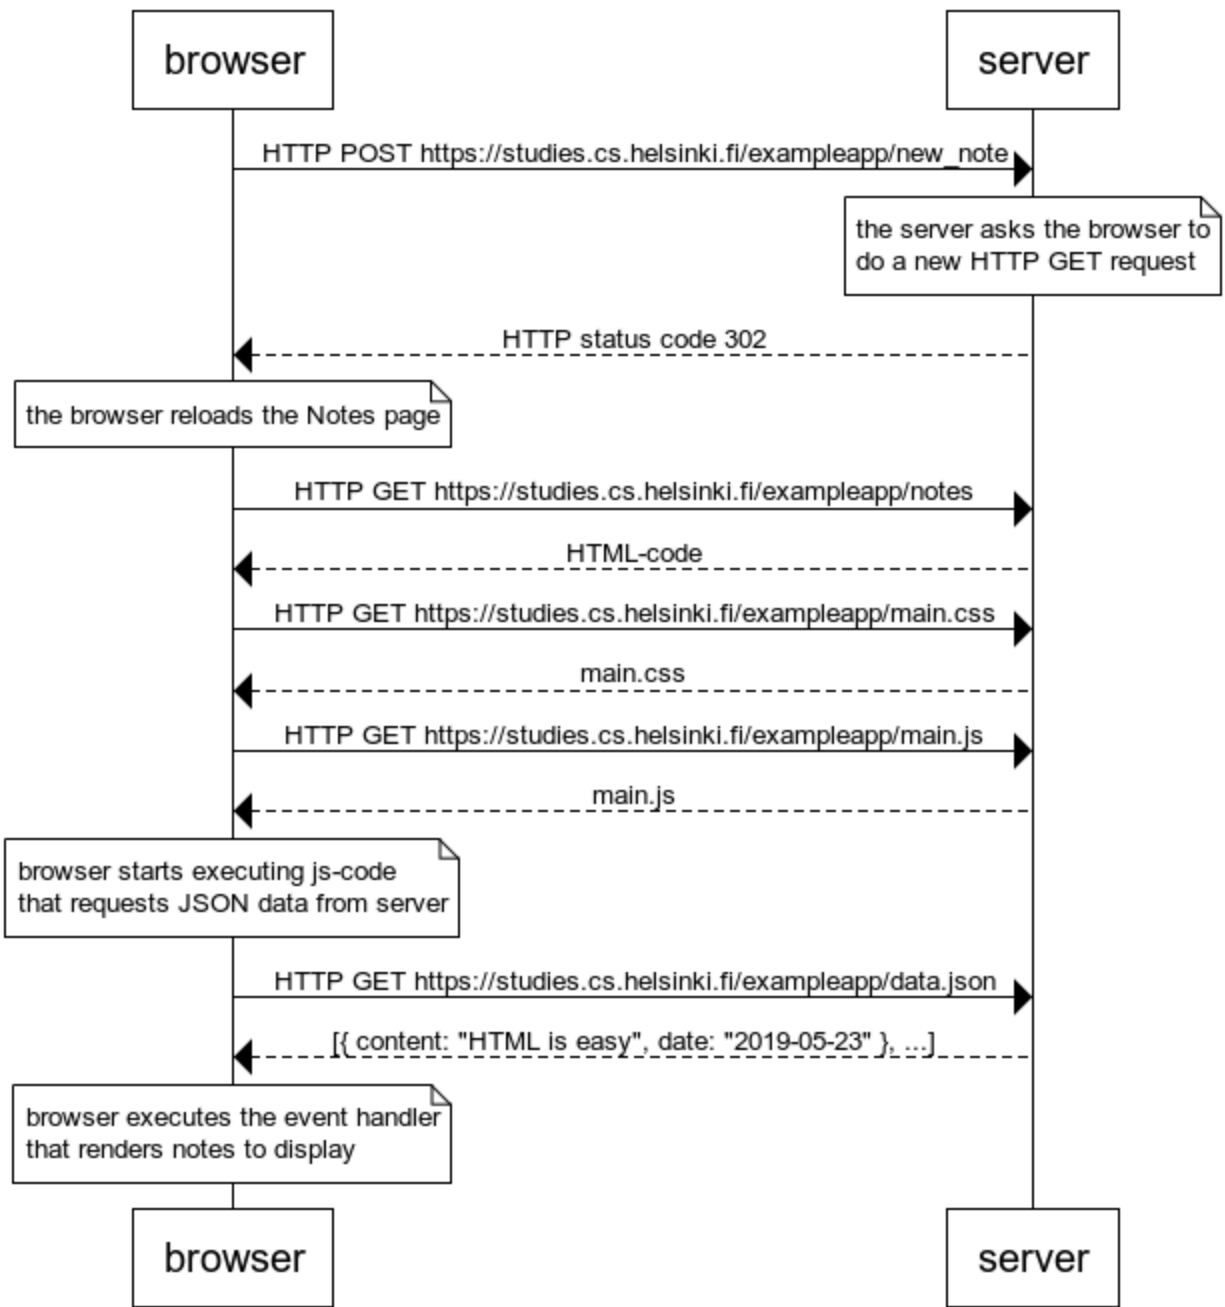 browser
server
HTTP POST https://studies.cs.helsinki.fi/exampleapp/new_note
the server asks the browser to
do a new HTTP GET request
HTTP status code 302
the browser reloads the Notes page
HTTP GET https://studies.cs.helsinki.fi/exampleapp/notes
HTML-code
HTTP GET https://studies.cs.helsinki.fi/exampleapp/main.css
main.css
HTTP GET https://studies.cs.helsinki.fi/exampleapp/main.js
main.js
browser starts executing js-code
that requests JSON data from server
HTTP GET https://studies.cs.helsinki.fi/exampleapp/data.json
[{ content: "HTML is easy", date: "2019-05-23" }, ...]
browser executes the event handler
that renders notes to display
browser
server